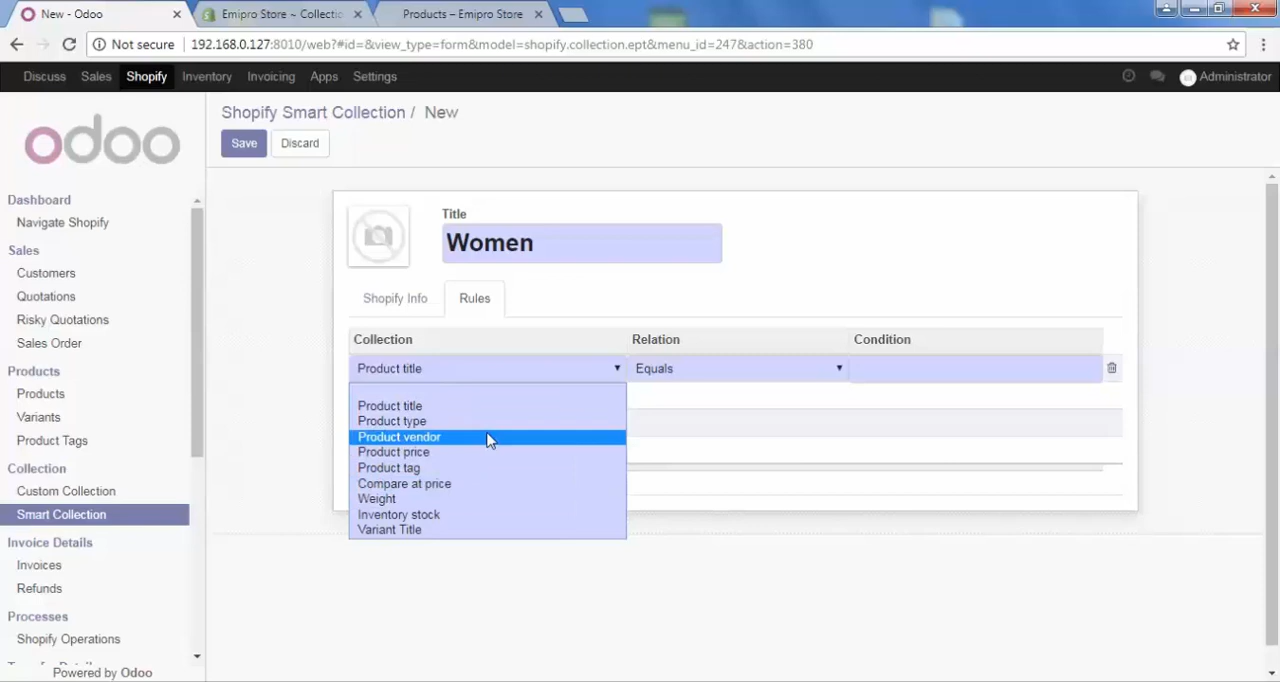 New - Odoo
Emipro Store ~ Collectio
Products – Emipro Store
Not secure
192.168.0.127:8010/web?#id=&view_type=form&model=shopify.collection.ept&menu_id=247&action=380
Discuss
Sales
Shopify
Inventory
Invoicing
Apps
Settings
Administrator
odoo
Shopify Smart Collection / New
Save
Discard
Dashboard
Navigate Shopify
Sales
Customers
Quotations
Risky Quotations
Sales Order
Products
Products
Variants
Product Tags
Collection
Custom Collection
Smart Collection
Invoice Details
Invoices
Refunds
Processes
Shopify Operations
Powered by Odoo
Title
Women
Shopify Info
Rules
Collection
Relation
Condition
Product title
Equals
Product title
Product type
Product vendor
Product price
Product tag
Compare at price
Weight
Inventory stock
Variant Title